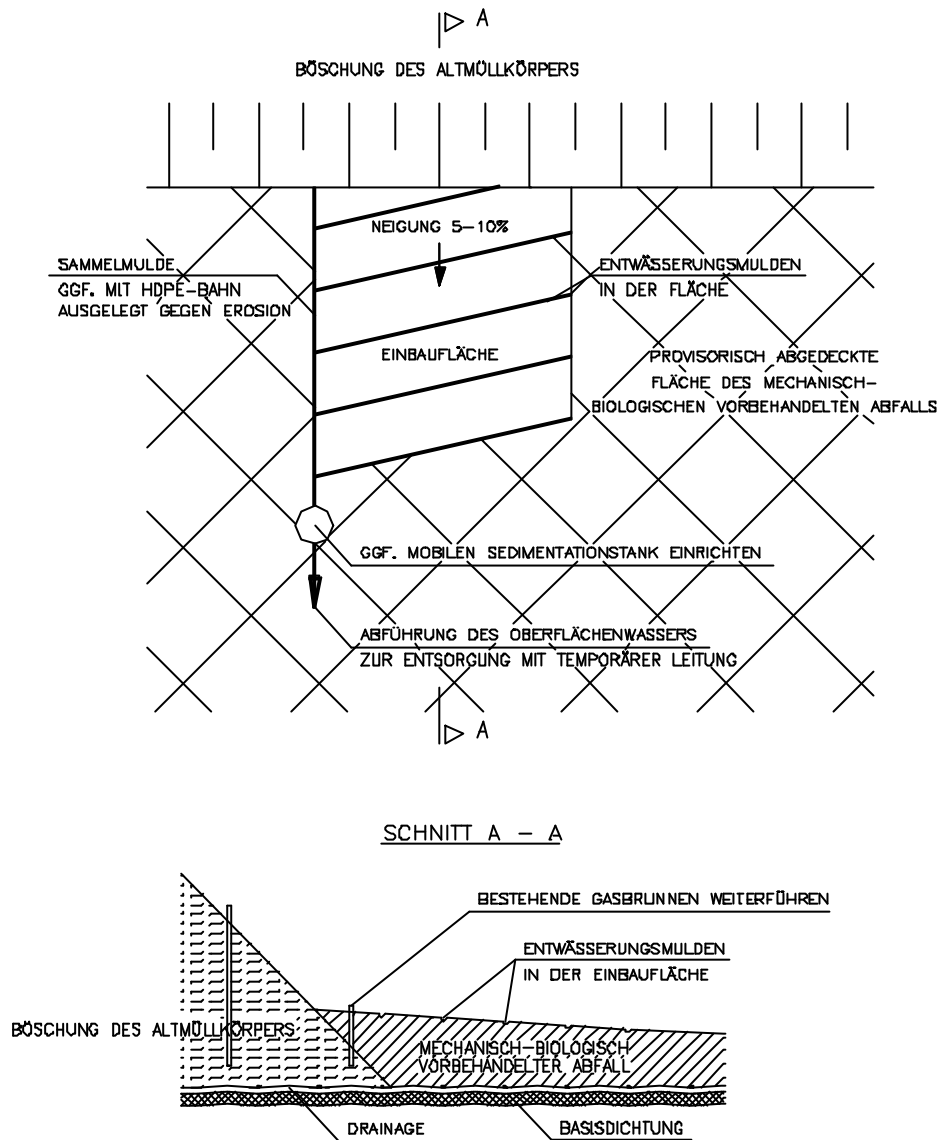 A
BÖSCHUNG DES ALTMÜLLKÖRPERS
NEIGUNG 5-10%
SAMMELMULDE
GGF. MIT HDPE-BAHN
AUSGELEGT GEGEN EROSION
ENTWÄSSERUNGSMULDEN
IN DER FLÄCHE
EINBAUFLÄCHE
PROVISORISCH ABGEDECKTE
FLÄCHE DES MECHANISCH-
BIOLOGISCHEN VORBEHANDELTEN ABFALLS
GGF. MOBILEN SEDIMENTATIONSTANK EINRICHTEN
ABFÜHRUNG DES OBERFLÄCHENWASSERS
ZUR ENTSORGUNG MIT TEMPORÄRER LEITUNG
A
SCHNITT A - A
BESTEHENDE GASBRUNNEN WEITERFÜHREN
ENTWÄSSERUNGSMULDEN
IN DER EINBAUFLÄCHE
BÖSCHUNG DES ALTMÜLLKÖRPERS
MECHANISCH-BIOLOGISCH
VORBEHANDELTER ABFALL
DRAINAGE
BASISDICHTUNG